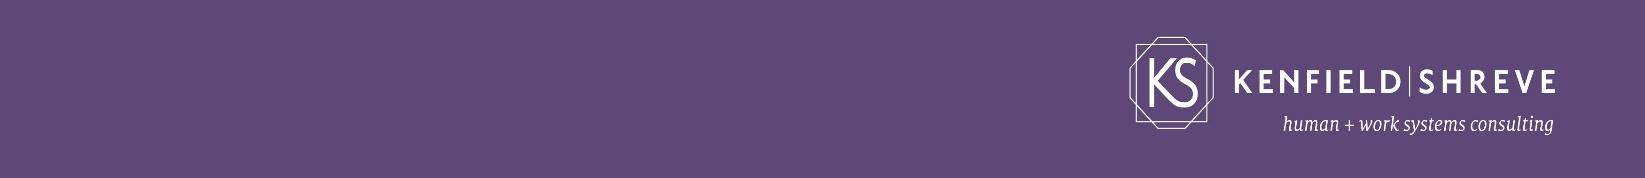 KS
KENFIELD|SHREVE
human + work systems consulting